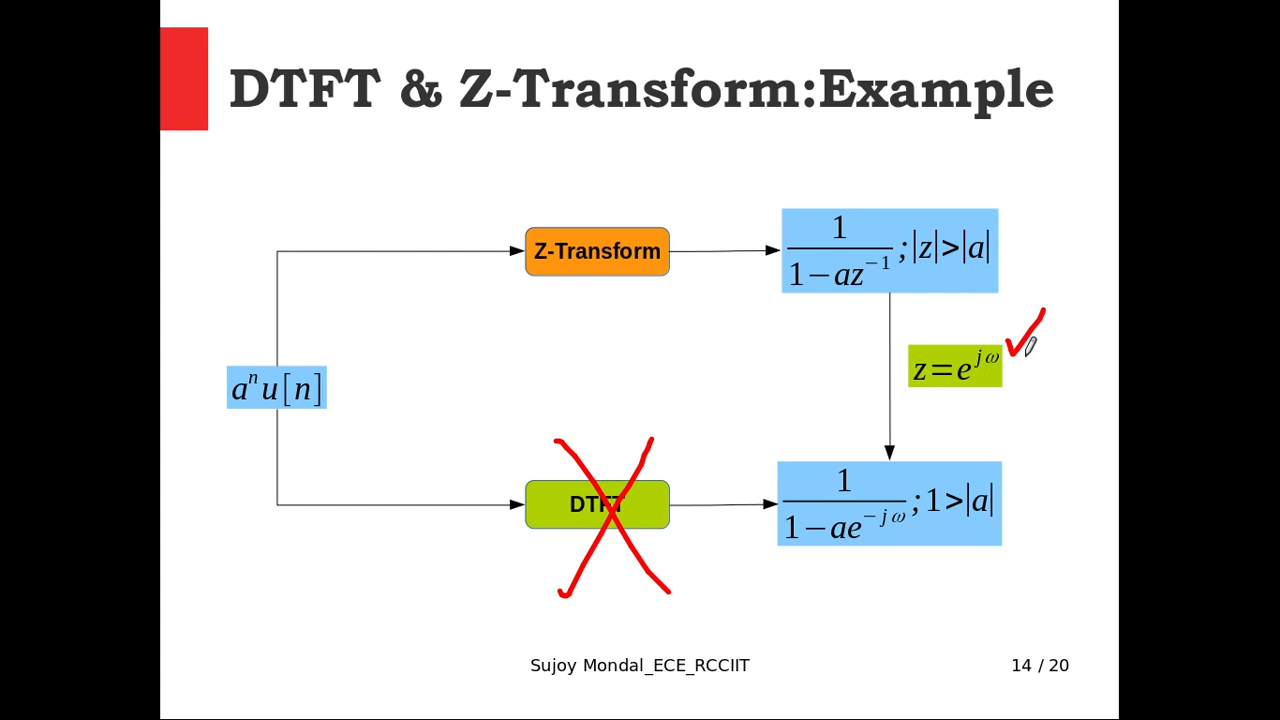 DTFT & Z-Transform:Example
Z-Transform
1/(1−az⁻¹) ;|z|>|a|
z=e^{jω}
aⁿu[n]
DTFT
1/(1−ae^{−jω}) ;1>|a|
Sujoy Mondal_ECE_RCCIIT
14 / 20